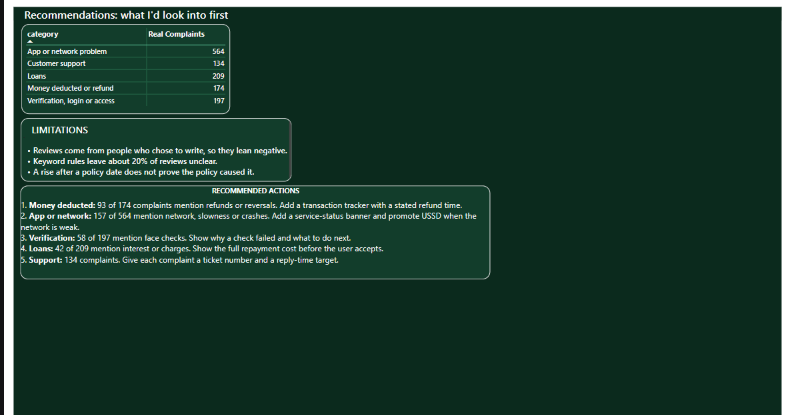 Recommendations: what I'd look into first
category Real Complaints
App or network problem 564
Customer support 134
Loans 209
Money deducted or refund 174
Verification, login or access 197
LIMITATIONS
• Reviews come from people who chose to write, so they lean negative.
• Keyword rules leave about 20% of reviews unclear.
• A rise after a policy date does not prove the policy caused it.
RECOMMENDED ACTIONS
1. Money deducted: 93 of 174 complaints mention refunds or reversals. Add a transaction tracker with a stated refund time.
2. App or network: 157 of 564 mention network, slowness or crashes. Add a service-status banner and promote USSD when the
network is weak.
3. Verification: 58 of 197 mention face checks. Show why a check failed and what to do next.
4. Loans: 42 of 209 mention interest or charges. Show the full repayment cost before the user accepts.
5. Support: 134 complaints. Give each complaint a ticket number and a reply-time target.